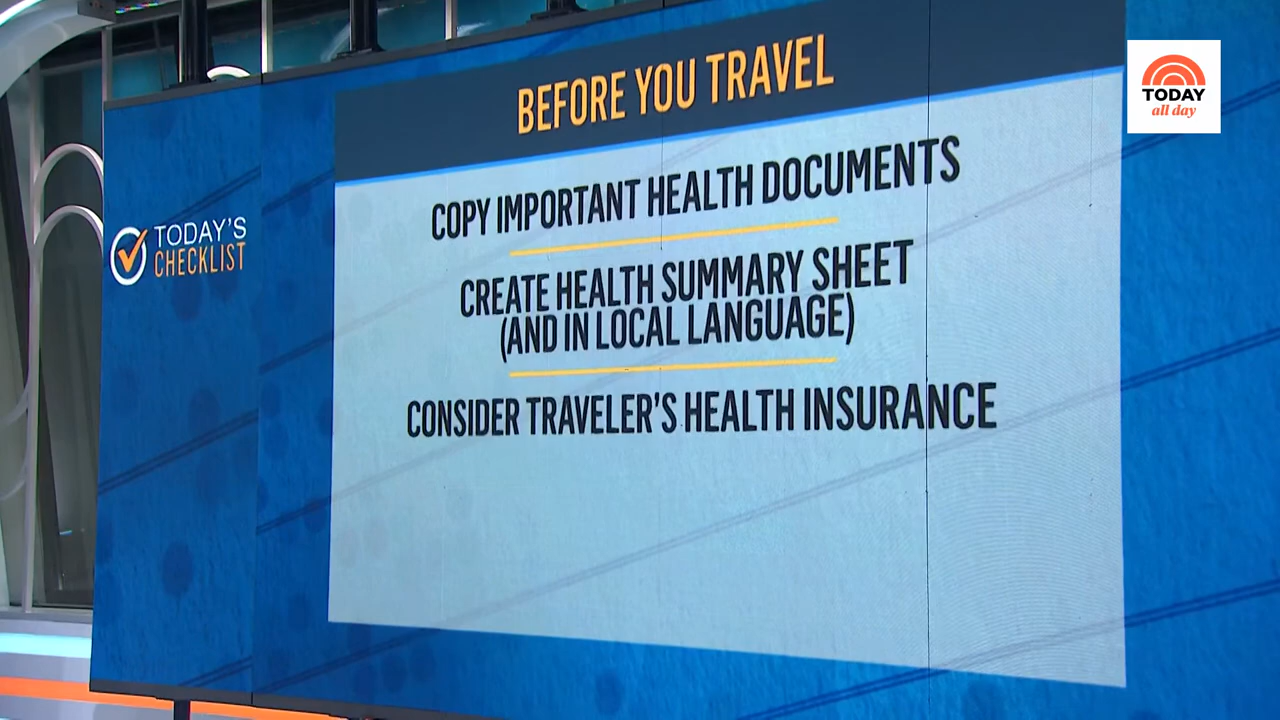 BEFORE YOU TRAVEL
TODAY
all day
COPY IMPORTANT HEALTH DOCUMENTS
TODAY'S
CHECKLIST
CREATE HEALTH SUMMARY SHEET
(AND IN LOCAL LANGUAGE)
CONSIDER TRAVELER'S HEALTH INSURANCE